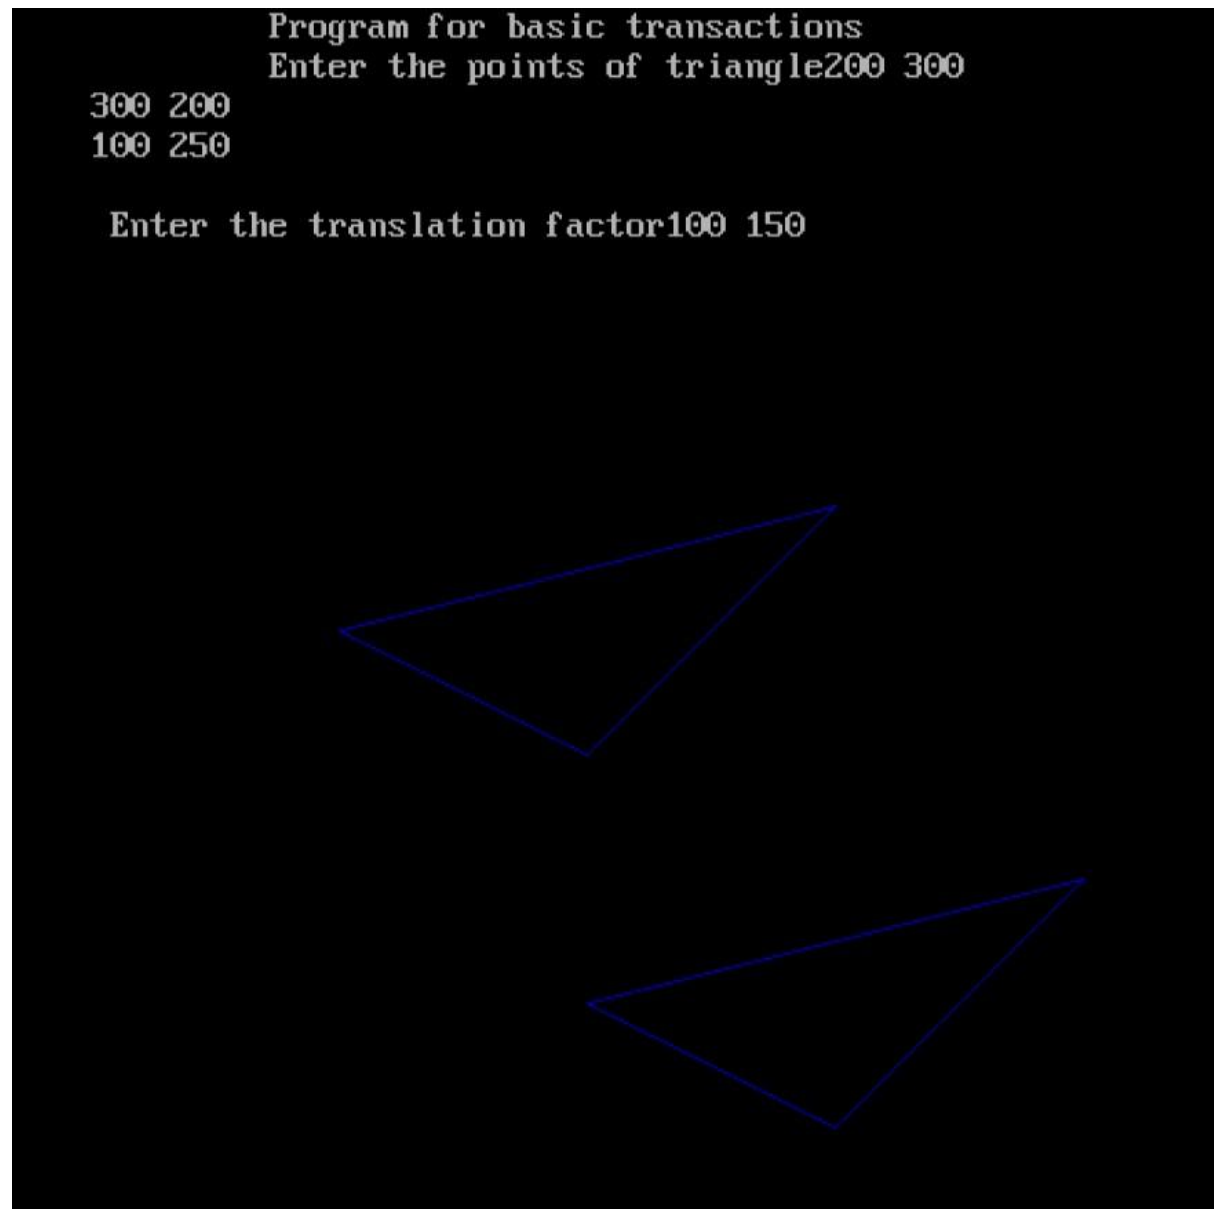 Program for basic transactions
Enter the points of triangle200 300
300 200
100 250
Enter the translation factor100 150